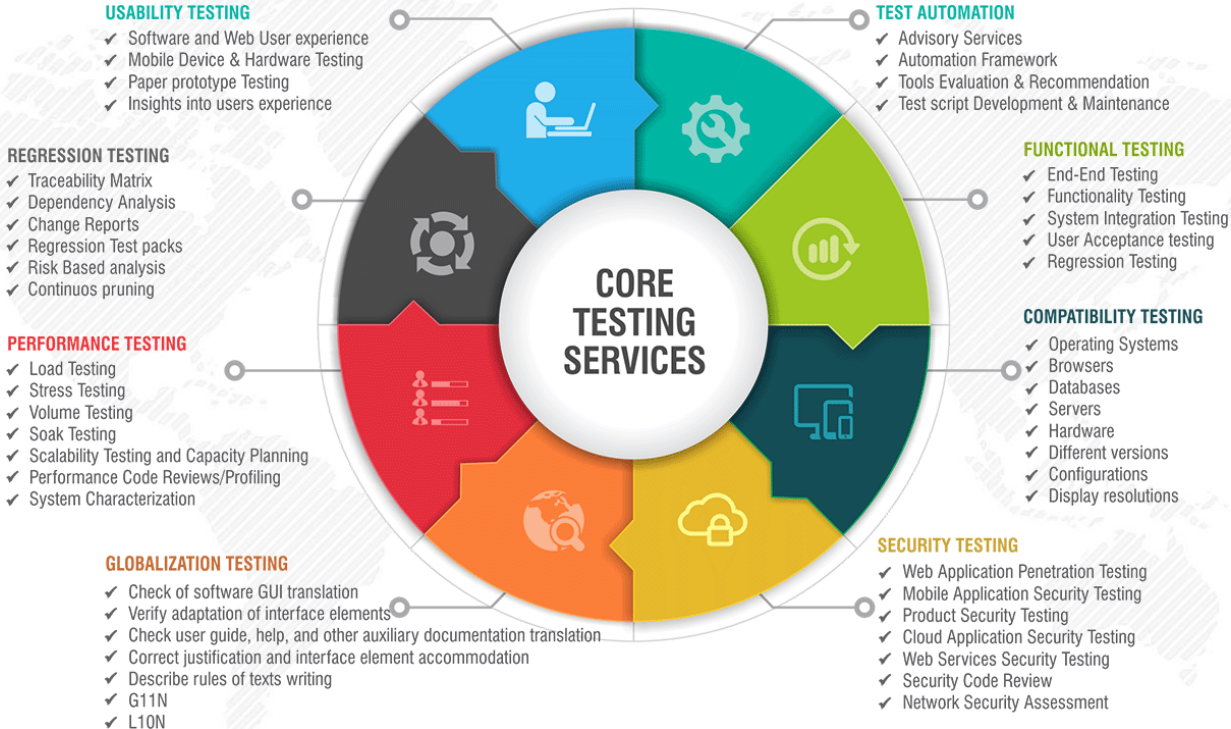 USABILITY TESTING
✔ Software and Web User experience
✔ Mobile Device & Hardware Testing
✔ Paper prototype Testing
✔ Insights into users experience
TEST AUTOMATION
✔ Advisory Services
✔ Automation Framework
✔ Tools Evaluation & Recommendation
✔ Test script Development & Maintenance
REGRESSION TESTING
✔ Traceability Matrix
✔ Dependency Analysis
✔ Change Reports
✔ Regression Test packs
✔ Risk Based analysis
✔ Continuos pruning
FUNCTIONAL TESTING
✔ End-End Testing
✔ Functionality Testing
✔ System Integration Testing
✔ User Acceptance testing
✔ Regression Testing
CORE
TESTING
SERVICES
PERFORMANCE TESTING
✔ Load Testing
✔ Stress Testing
✔ Volume Testing
✔ Soak Testing
✔ Scalability Testing and Capacity Planning
✔ Performance Code Reviews/Profiling
✔ System Characterization
COMPATIBILITY TESTING
✔ Operating Systems
✔ Browsers
✔ Databases
✔ Servers
✔ Hardware
✔ Different versions
✔ Configurations
✔ Display resolutions
GLOBALIZATION TESTING
✔ Check of software GUI translation
✔ Verify adaptation of interface elements
✔ Check user guide, help, and other auxiliary documentation translation
✔ Correct justification and interface element accommodation
✔ Describe rules of texts writing
✔ G11N
✔ L10N
SECURITY TESTING
✔ Web Application Penetration Testing
✔ Mobile Application Security Testing
✔ Product Security Testing
✔ Cloud Application Security Testing
✔ Web Services Security Testing
✔ Security Code Review
✔ Network Security Assessment